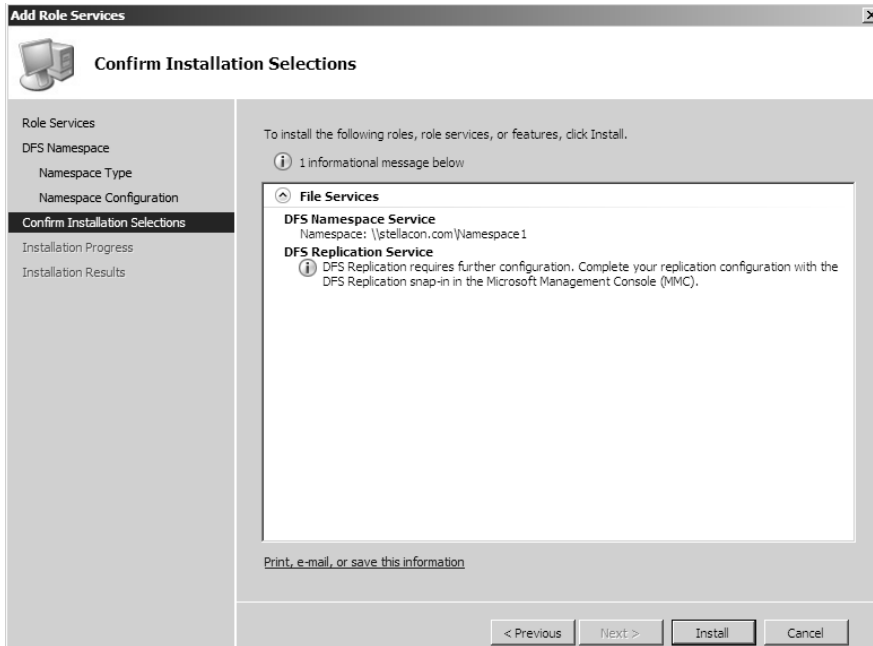 Add Role Services
Confirm Installation Selections
Role Services
DFS Namespace
Namespace Type
Namespace Configuration
Confirm Installation Selections
Installation Progress
Installation Results
To install the following roles, role services, or features, click Install.
1 informational message below
File Services
DFS Namespace Service
Namespace: \\stellacon.com\Namespace1
DFS Replication Service
DFS Replication requires further configuration. Complete your replication configuration with the
DFS Replication snap-in in the Microsoft Management Console (MMC).
Print, e-mail, or save this information
< Previous
Next >
Install
Cancel